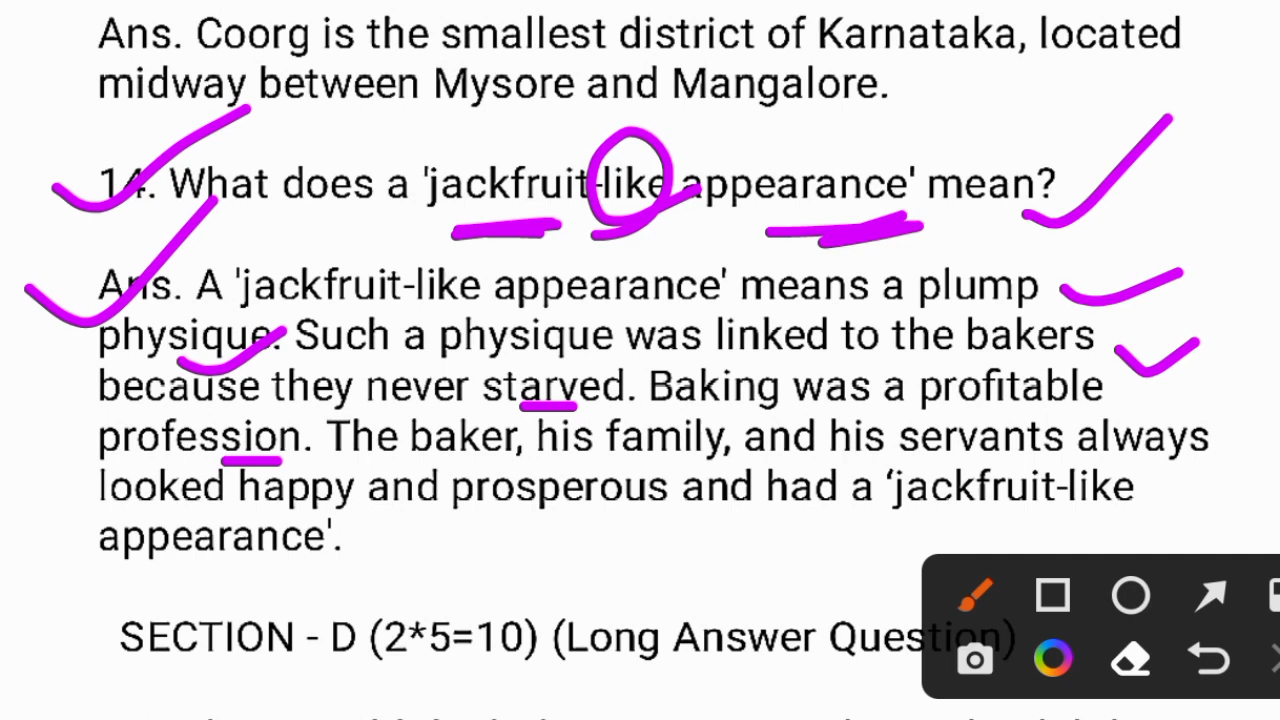 Ans. Coorg is the smallest district of Karnataka, located
midway between Mysore and Mangalore.
14. What does a 'jackfruit-like appearance' mean?
Ans. A 'jackfruit-like appearance' means a plump
physique. Such a physique was linked to the bakers
because they never starved. Baking was a profitable
profession. The baker, his family, and his servants always
looked happy and prosperous and had a ‘jackfruit-like
appearance'.
SECTION - D (2*5=10) (Long Answer Question)